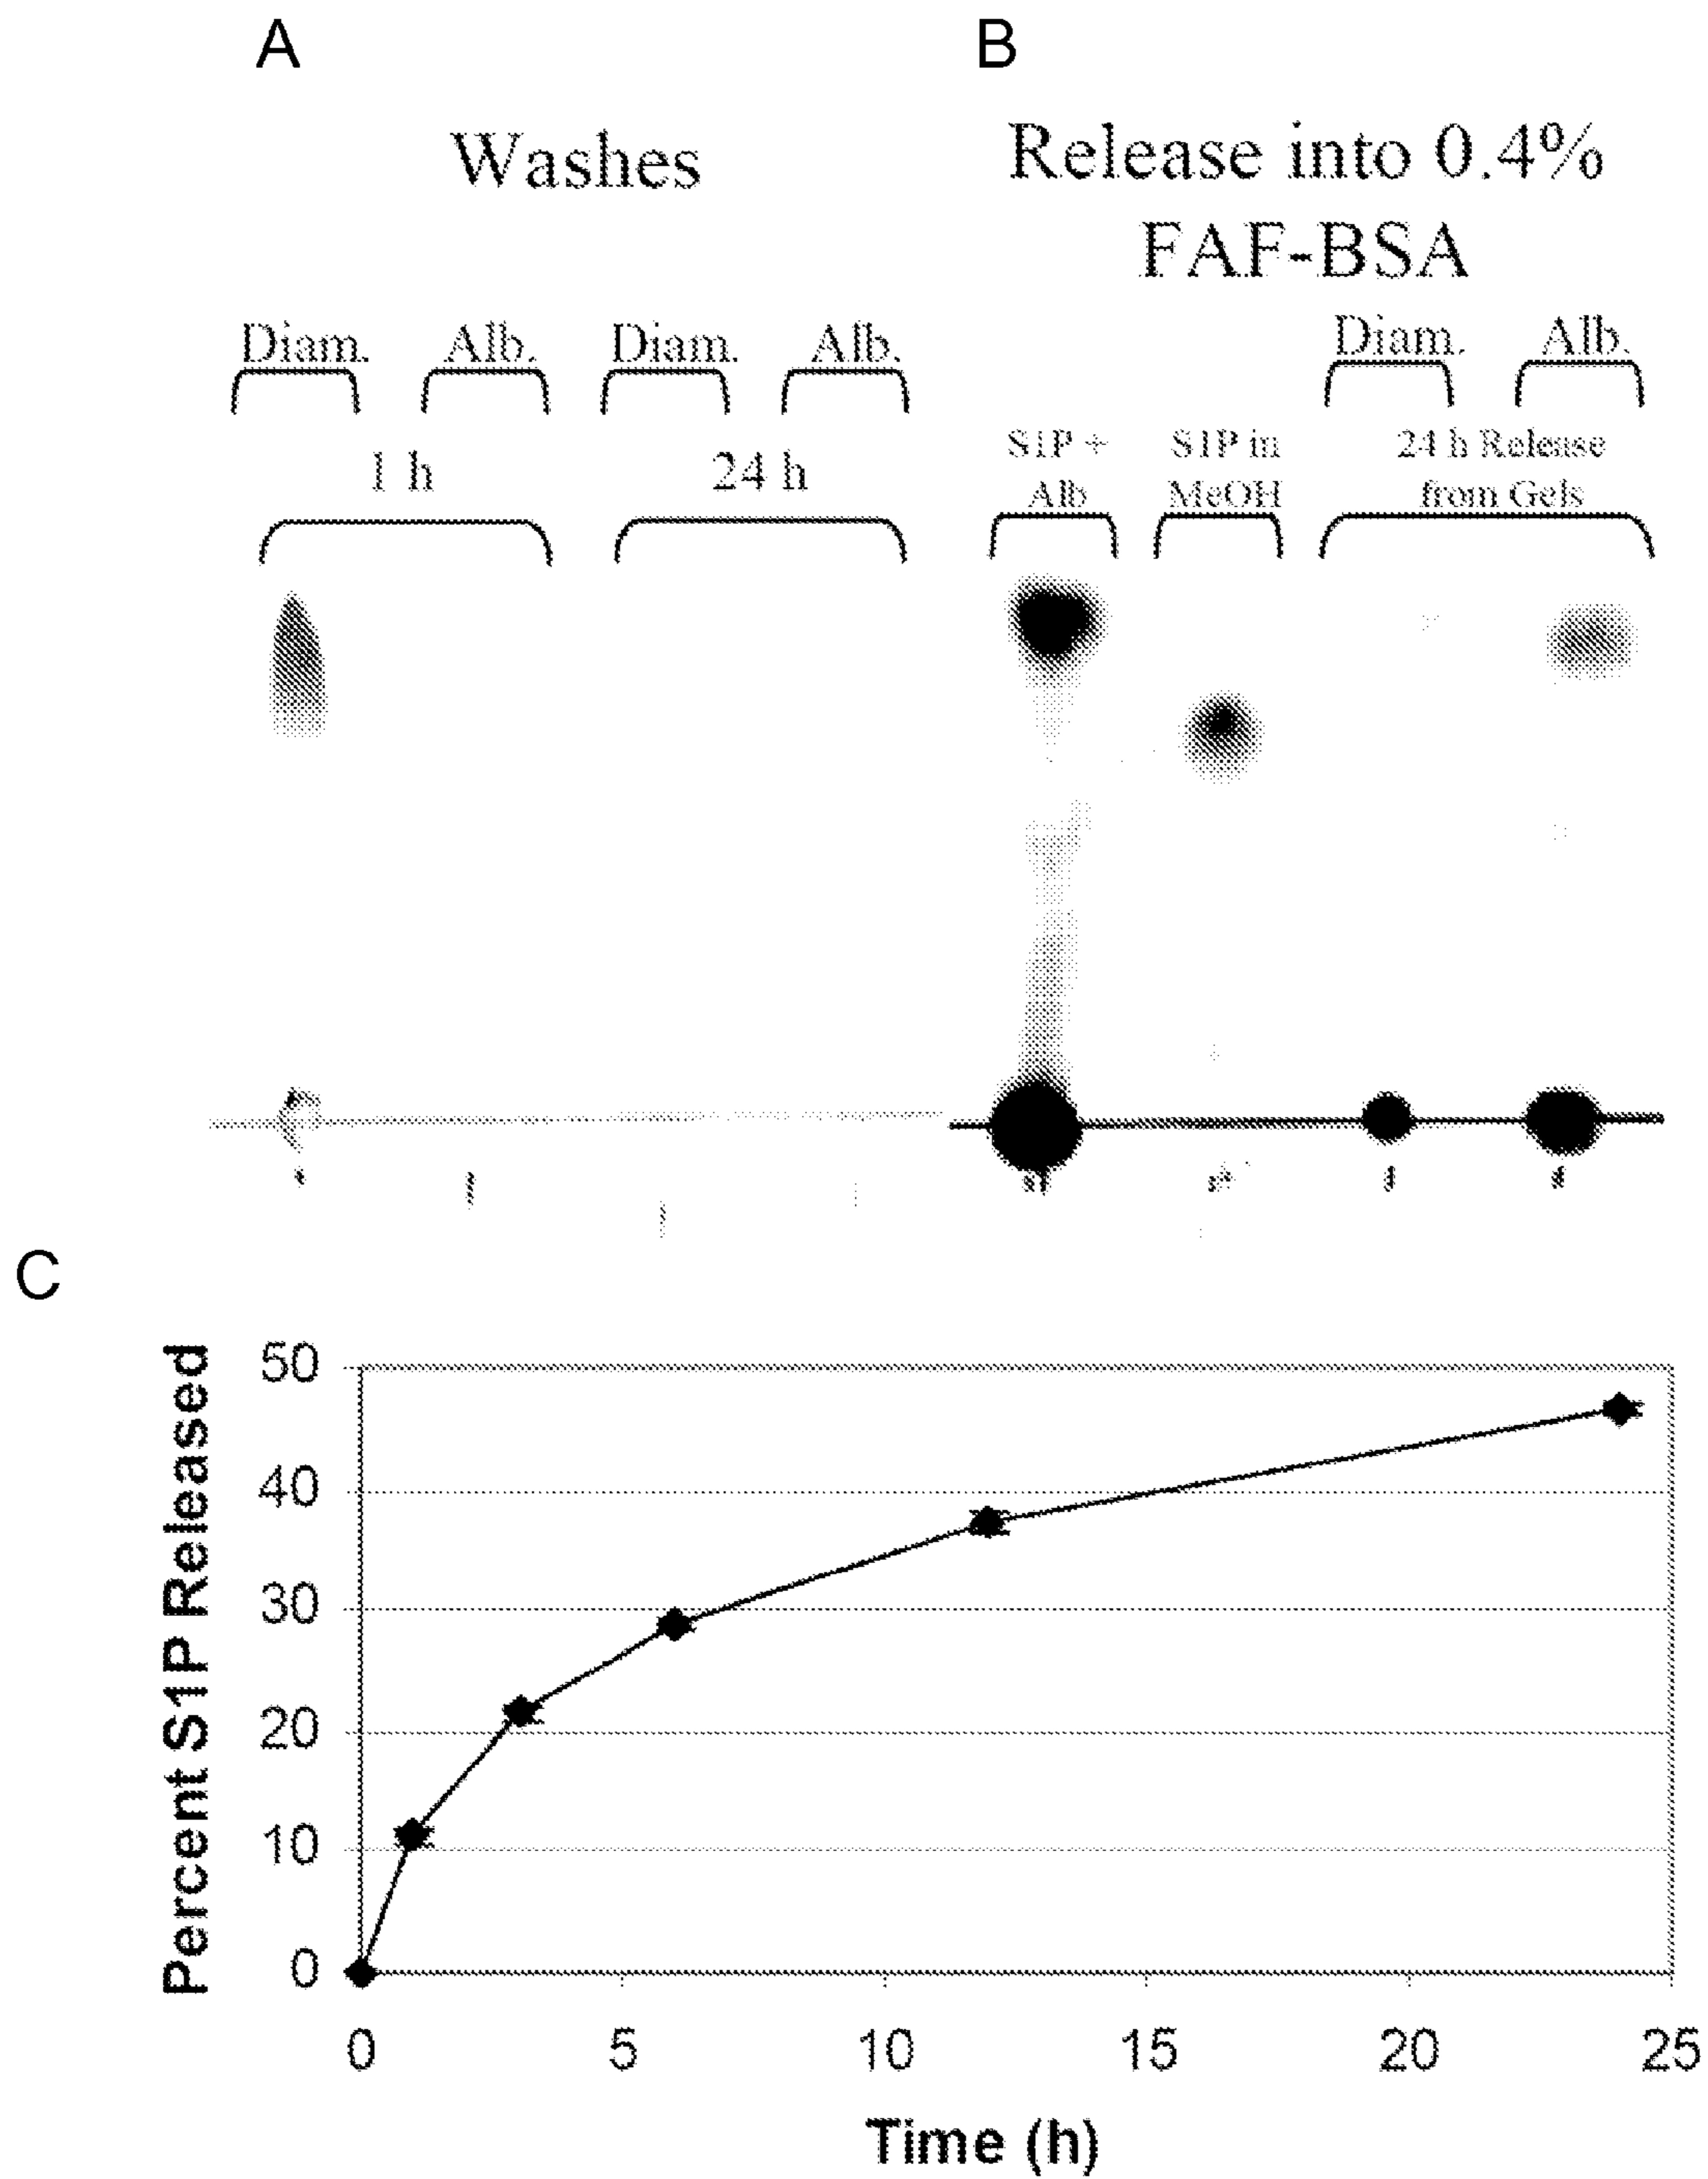 A
B
Washes
Release into 0.4%
FAF-BSA
Diam. Alb. Diam. Alb.
Diam. Alb.
1 h 24 h
S1P +
Alb
S1P in
MeOH
24 h Release
from Gels
C
Percent S1P Released
50
40
30
20
10
0
0 5 10 15 20 25
Time (h)